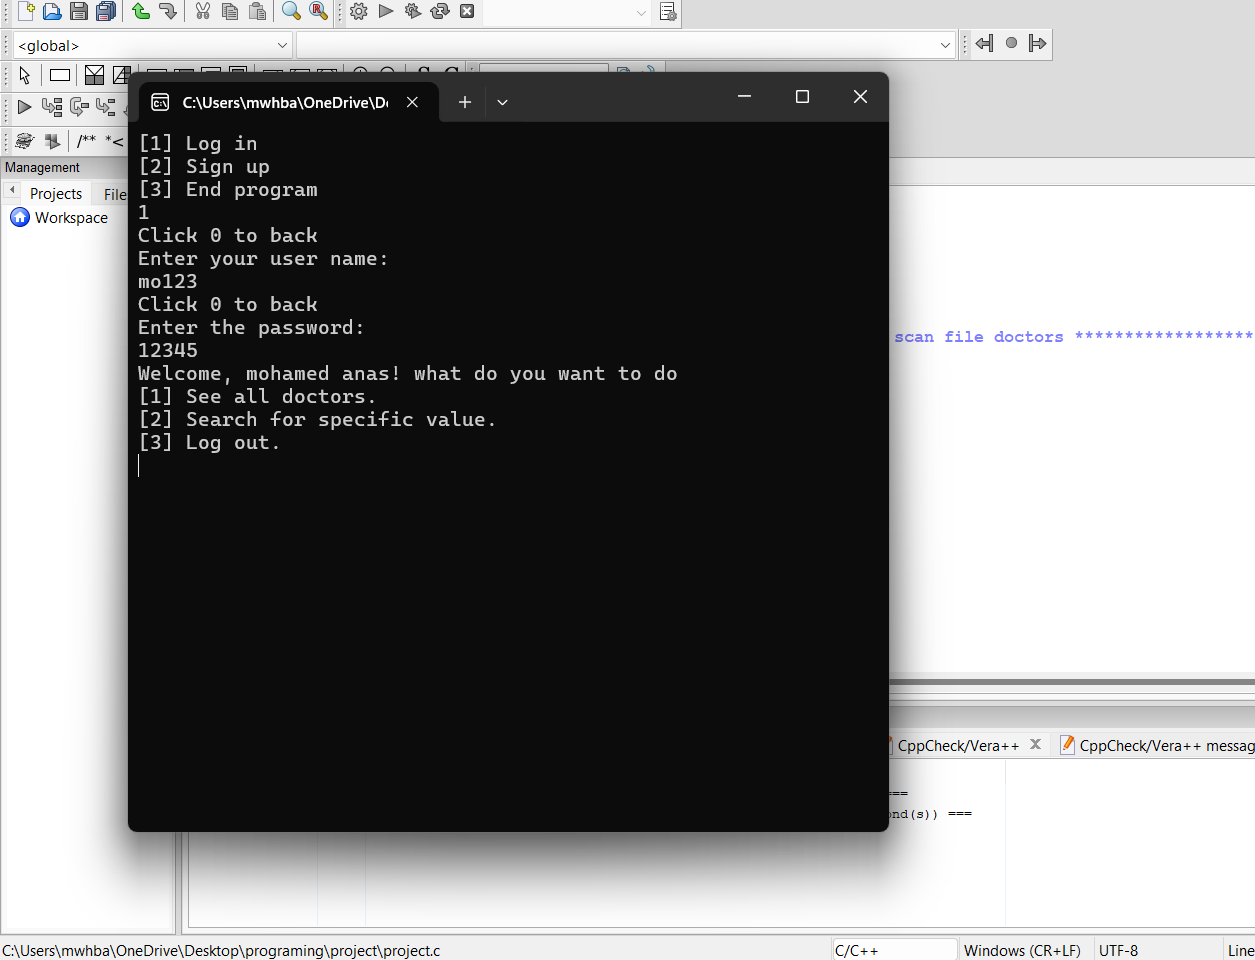 <global>
/** *<
Management
Projects
File
Workspace
C:\Users\mwhba\OneDrive\De
[1] Log in
[2] Sign up
[3] End program
1
Click 0 to back
Enter your user name:
mo123
Click 0 to back
Enter the password:
12345
Welcome, mohamed anas! what do you want to do
[1] See all doctors.
[2] Search for specific value.
[3] Log out.
scan file doctors ******************
CppCheck/Vera++
CppCheck/Vera++ messag
===
ond(s)) ===
C:\Users\mwhba\OneDrive\Desktop\programing\project\project.c
C/C++
Windows (CR+LF)
UTF-8
Line